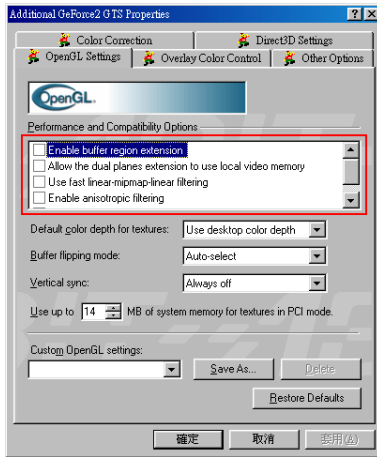 Additional GeForce2 GTS Properties
Color Correction
Direct3D Settings
OpenGL Settings
Overlay Color Control
Other Options
OpenGL.
Performance and Compatibility Options
Enable buffer region extension
Allow the dual planes extension to use local video memory
Use fast linear-mipmap-linear filtering
Enable anisotropic filtering
Default color depth for textures:
Use desktop color depth
Buffer flipping mode:
Auto-select
Vertical sync:
Always off
Use up to 14 MB of system memory for textures in PCI mode.
Custom OpenGL settings:
Save As...
Delete
Restore Defaults
確定
取消
套用(A)